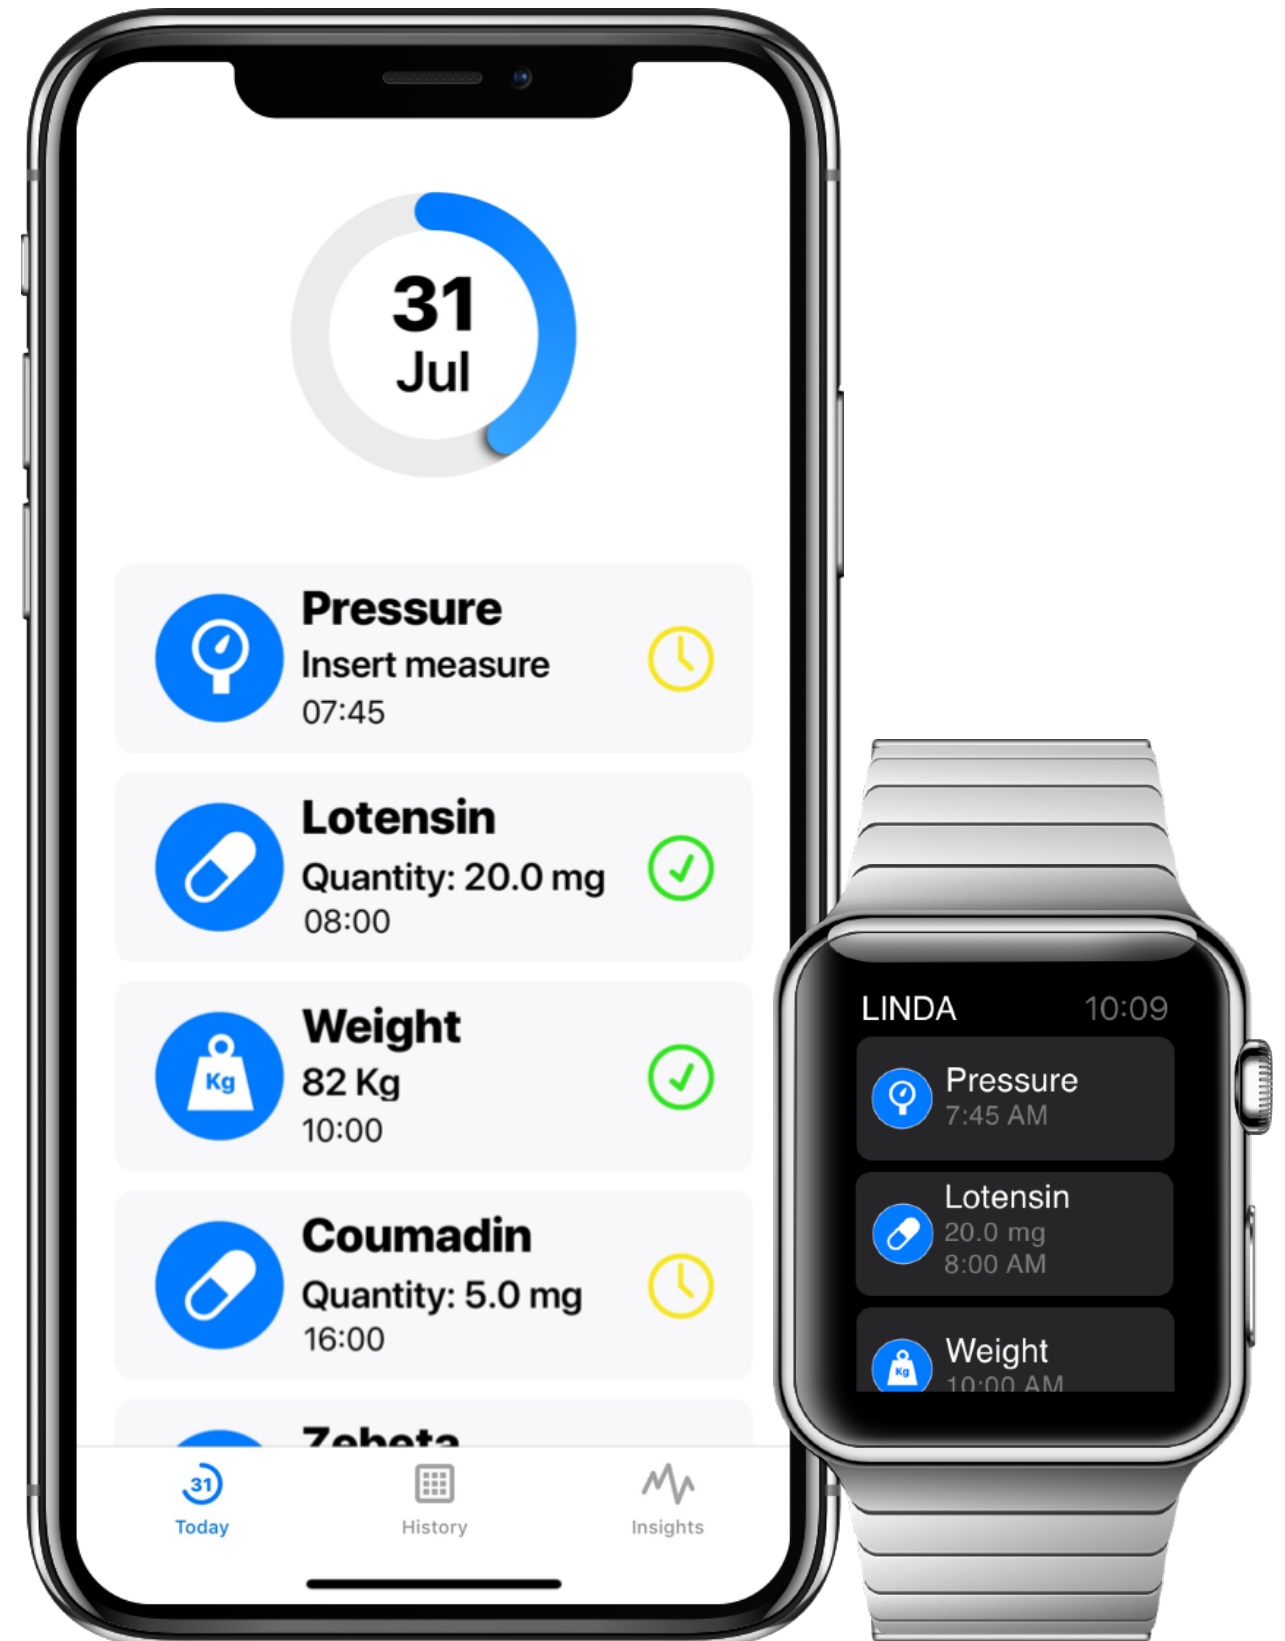 31
Jul
Pressure
Insert measure
07:45
Lotensin
Quantity: 20.0 mg
08:00
Kg
Weight
82 Kg
10:00
Coumadin
Quantity: 5.0 mg
16:00
Zebeta
31
Today
History
Insights
LINDA
10:09
Pressure
7:45 AM
Lotensin
20.0 mg
8:00 AM
Kg
Weight
10:00 AM